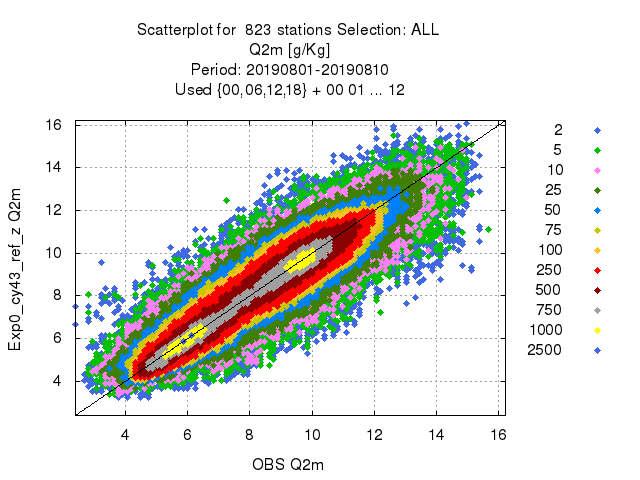 Scatterplot for 823 stations Selection: ALL
Q2m [g/Kg]
Period: 20190801-20190810
Used {00,06,12,18} + 00 01 ... 12
16
14
12
10
8
6
4
Exp0_cy43_ref_z Q2m
4 6 8 10 12 14 16
OBS Q2m
2
5
10
25
50
75
100
250
500
750
1000
2500